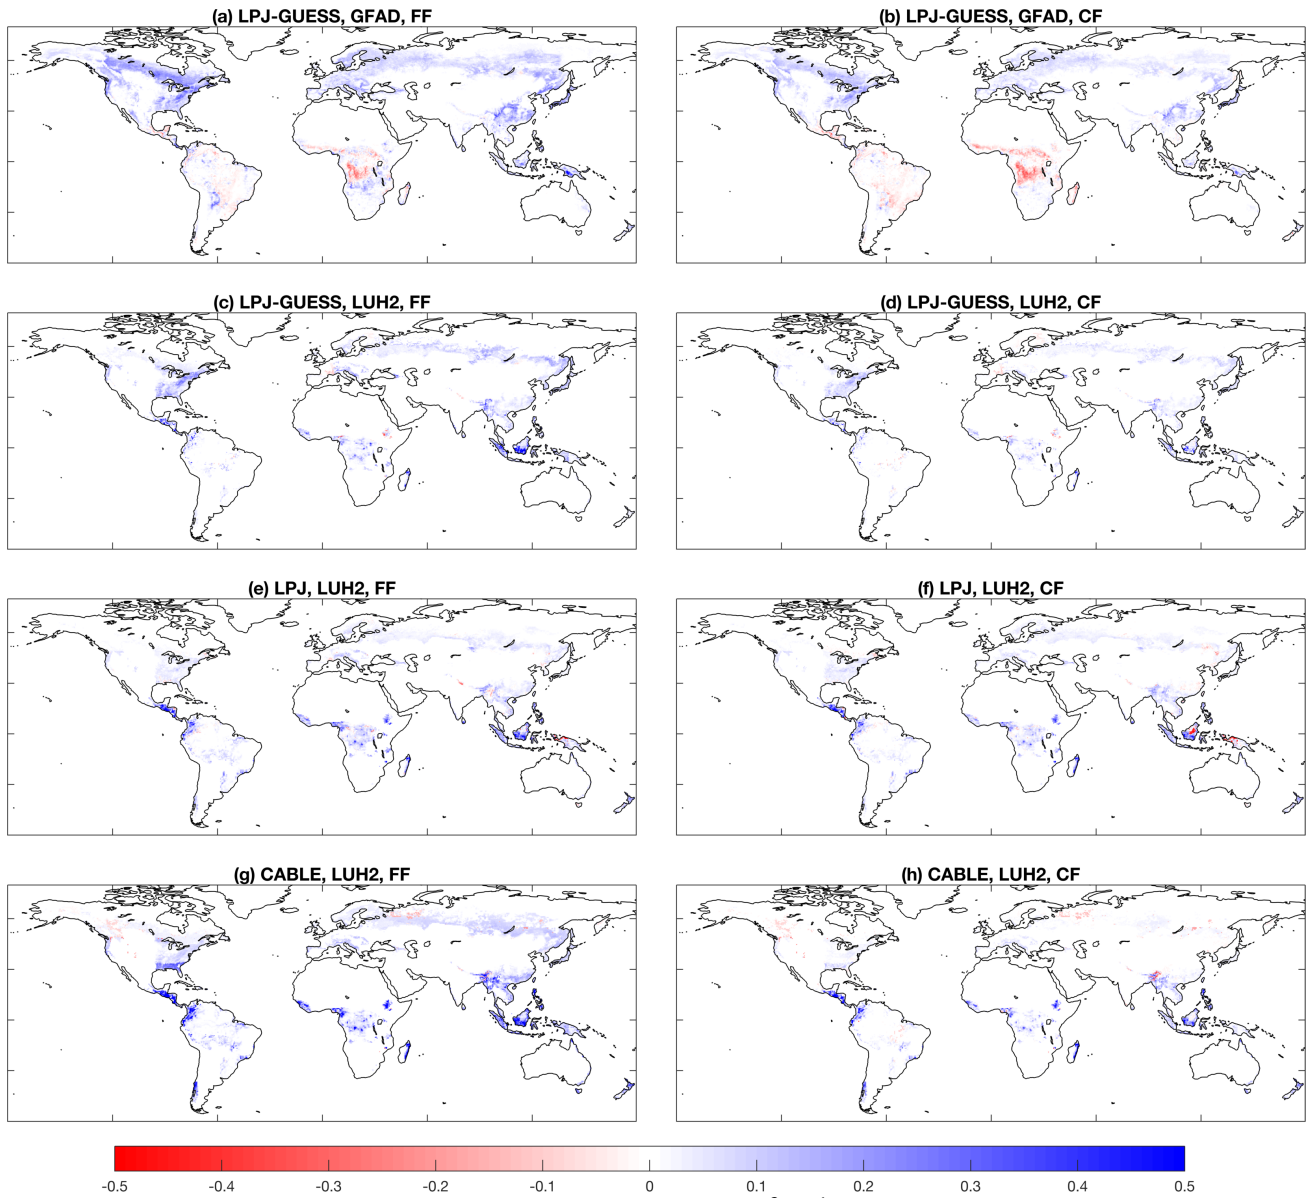 (a) LPJ-GUESS, GFAD, FF
(b) LPJ-GUESS, GFAD, CF
(c) LPJ-GUESS, LUH2, FF
(d) LPJ-GUESS, LUH2, CF
(e) LPJ, LUH2, FF
(f) LPJ, LUH2, CF
(g) CABLE, LUH2, FF
(h) CABLE, LUH2, CF
-0.5 -0.4 -0.3 -0.2 -0.1 0 0.1 0.2 0.3 0.4 0.5